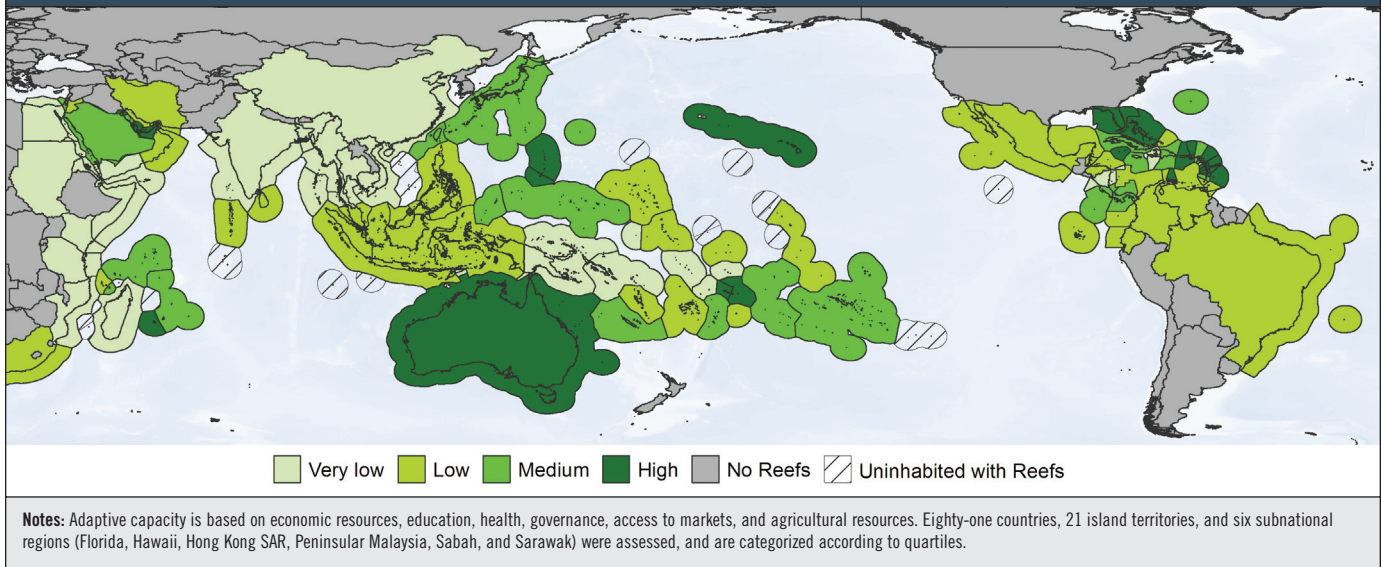 Very low Low Medium High No Reefs Uninhabited with Reefs
Notes: Adaptive capacity is based on economic resources, education, health, governance, access to markets, and agricultural resources. Eighty-one countries, 21 island territories, and six subnational
regions (Florida, Hawaii, Hong Kong SAR, Peninsular Malaysia, Sabah, and Sarawak) were assessed, and are categorized according to quartiles.